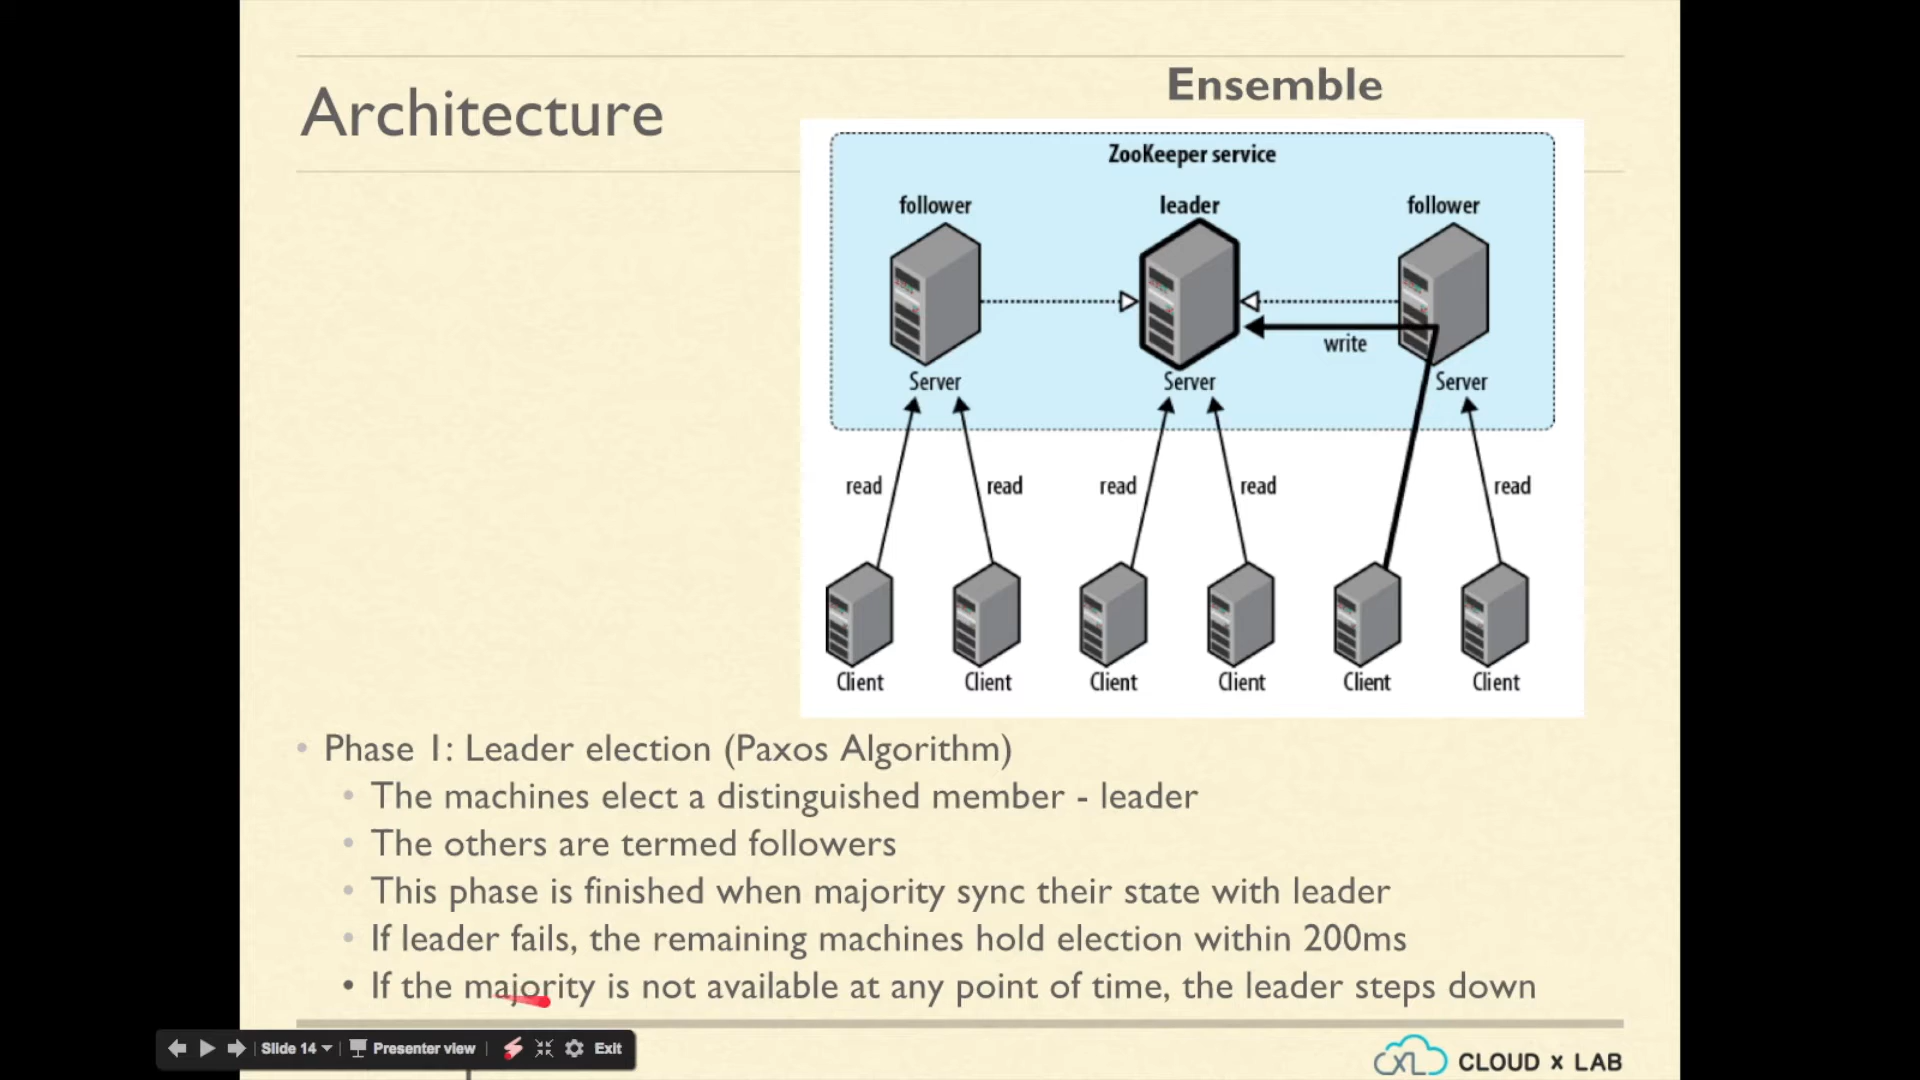 Architecture
Ensemble
ZooKeeper service
follower leader follower
write
Server Server Server
read read read read read
Client Client Client Client Client Client
• Phase 1: Leader election (Paxos Algorithm)
• The machines elect a distinguished member - leader
• The others are termed followers
• This phase is finished when majority sync their state with leader
• If leader fails, the remaining machines hold election within 200ms
• If the majority is not available at any point of time, the leader steps down
Slide 14 Presenter view Exit
CXL CLOUD x LAB